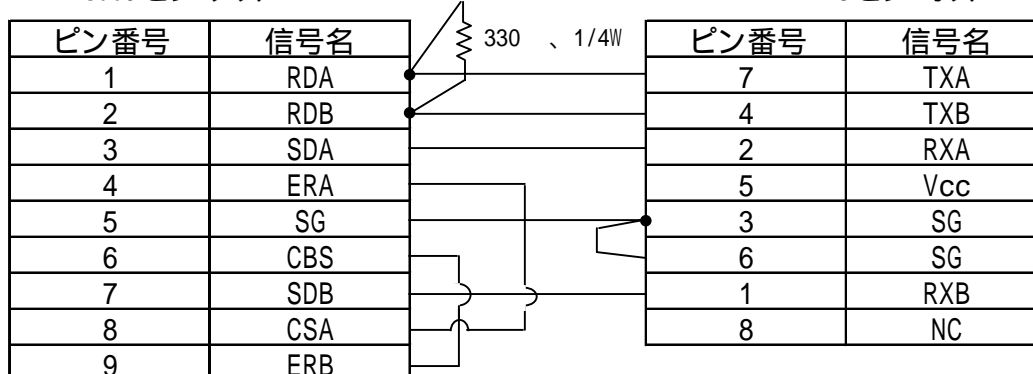 ピン番号 信号名 330 、1/4W ピン番号 信号名
1 RDA 7 TXA
2 RDB 4 TXB
3 SDA 2 RXA
4 ERA 5 Vcc
5 SG 3 SG
6 CBS 6 SG
7 SDB 1 RXB
8 CSA 8 NC
9 ERB